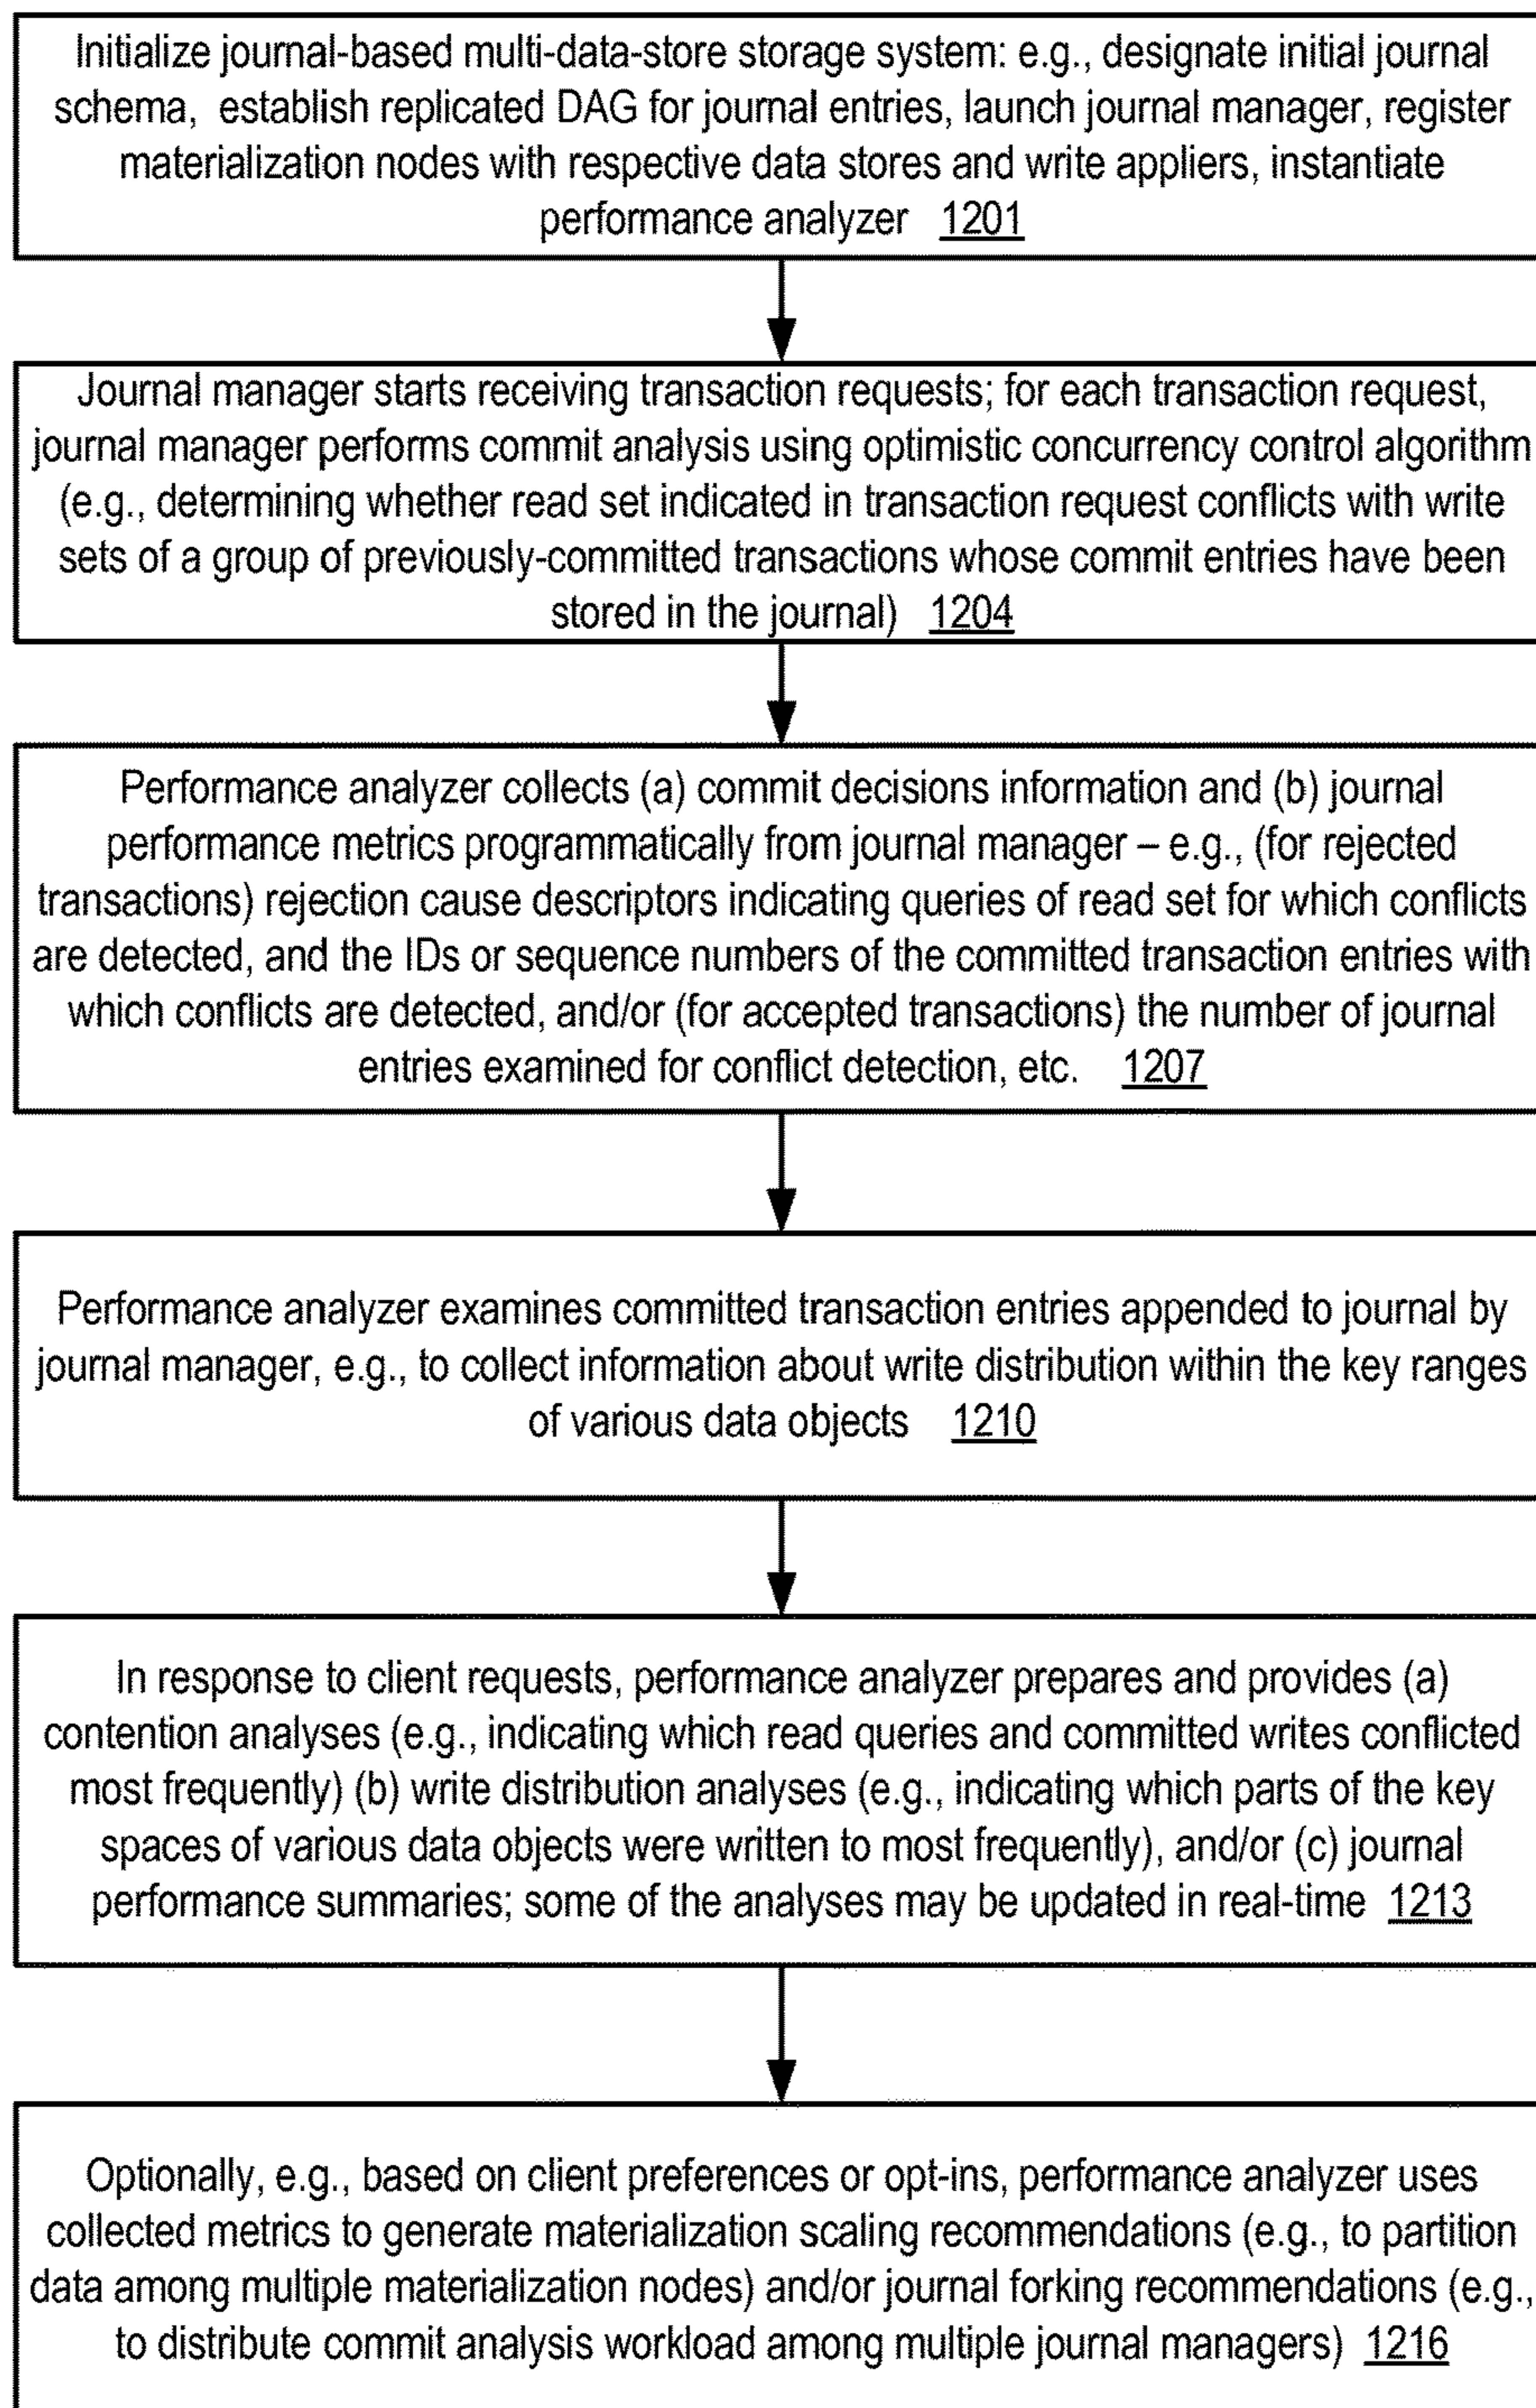 Initialize journal-based multi-data-store storage system: e.g., designate initial journal
schema, establish replicated DAG for journal entries, launch journal manager, register
materialization nodes with respective data stores and write appliers, instantiate
performance analyzer 1201
Journal manager starts receiving transaction requests; for each transaction request,
journal manager performs commit analysis using optimistic concurrency control algorithm
(e.g., determining whether read set indicated in transaction request conflicts with write
sets of a group of previously-committed transactions whose commit entries have been
stored in the journal) 1204
Performance analyzer collects (a) commit decisions information and (b) journal
performance metrics programmatically from journal manager – e.g., (for rejected
transactions) rejection cause descriptors indicating queries of read set for which conflicts
are detected, and the IDs or sequence numbers of the committed transaction entries with
which conflicts are detected, and/or (for accepted transactions) the number of journal
entries examined for conflict detection, etc. 1207
Performance analyzer examines committed transaction entries appended to journal by
journal manager, e.g., to collect information about write distribution within the key ranges
of various data objects 1210
In response to client requests, performance analyzer prepares and provides (a)
contention analyses (e.g., indicating which read queries and committed writes conflicted
most frequently) (b) write distribution analyses (e.g., indicating which parts of the key
spaces of various data objects were written to most frequently), and/or (c) journal
performance summaries; some of the analyses may be updated in real-time 1213
Optionally, e.g., based on client preferences or opt-ins, performance analyzer uses
collected metrics to generate materialization scaling recommendations (e.g., to partition
data among multiple materialization nodes) and/or journal forking recommendations (e.g.,
to distribute commit analysis workload among multiple journal managers) 1216